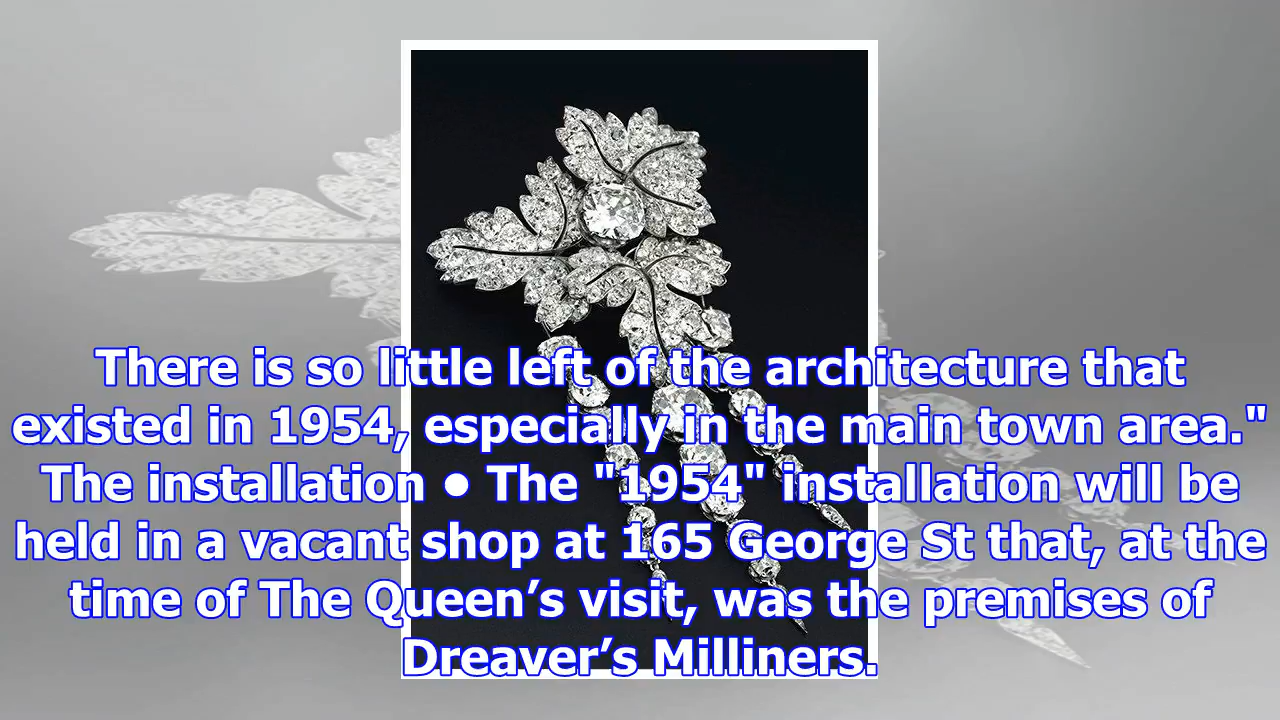 There is so little left of the architecture that
existed in 1954, especially in the main town area."
The installation • The "1954" installation will be
held in a vacant shop at 165 George St that, at the
time of The Queen’s visit, was the premises of
Dreaver’s Milliners.